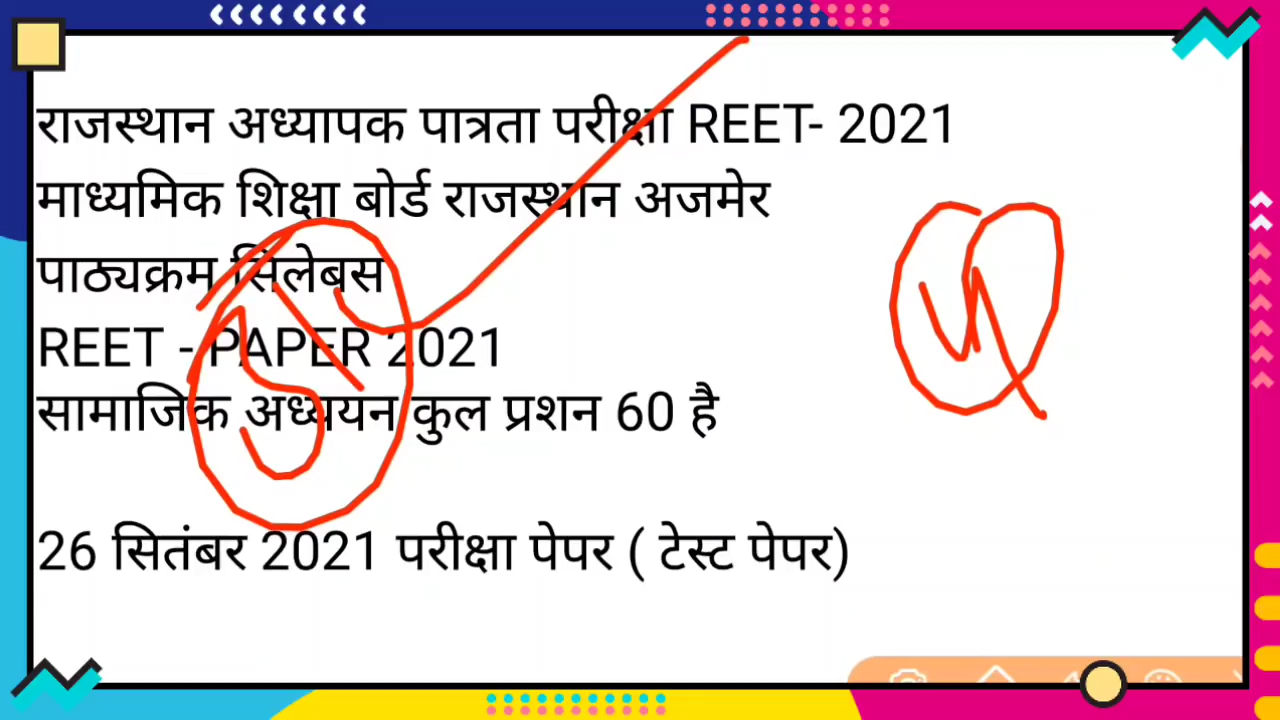 राजस्थान अध्यापक पात्रता परीक्षा REET- 2021
माध्यमिक शिक्षा बोर्ड राजस्थान अजमेर
पाठ्यक्रम सिलेबस
REET - PAPER 2021
सामाजिक अध्ययन कुल प्रशन 60 है
26 सितंबर 2021 परीक्षा पेपर ( टेस्ट पेपर)